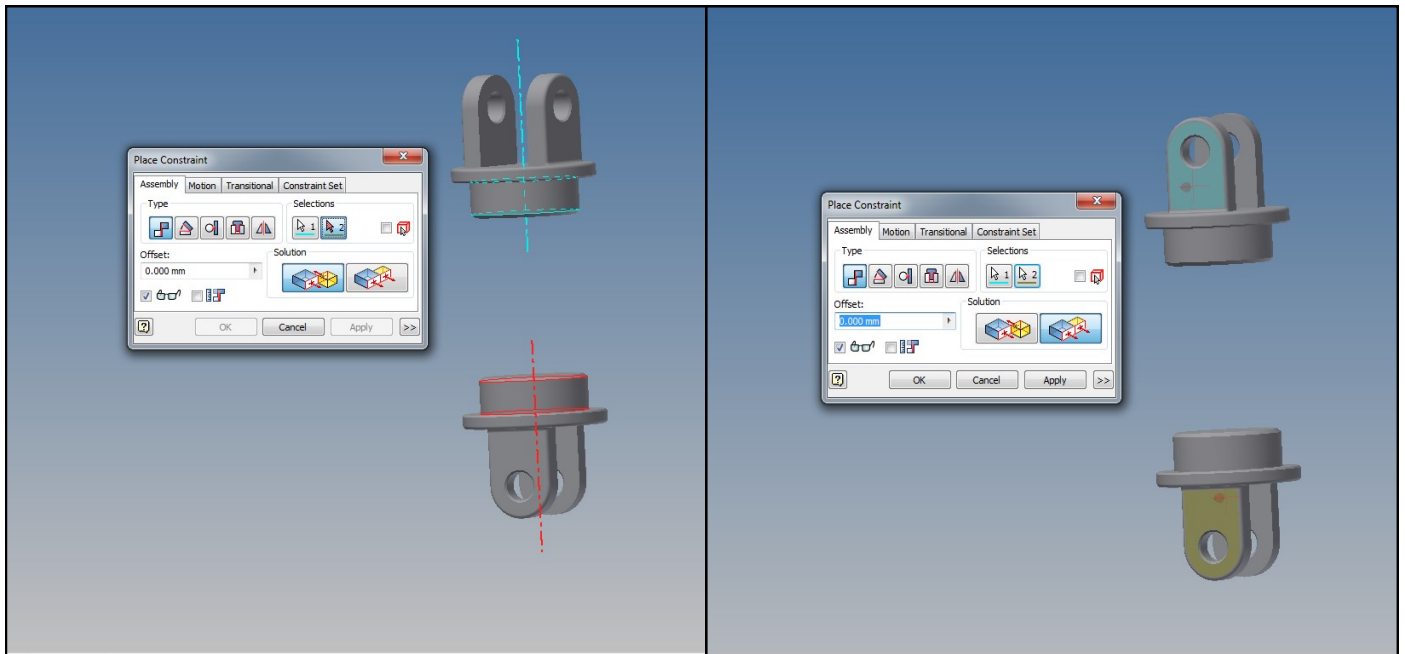 Place Constraint
Assembly Motion Transitional Constraint Set
Type
Selections
1 2
Offset:
Solution
0.000 mm
OK Cancel Apply >>
Place Constraint
Assembly Motion Transitional Constraint Set
Type
Selections
1 2
Offset:
Solution
0.000 mm
OK Cancel Apply >>